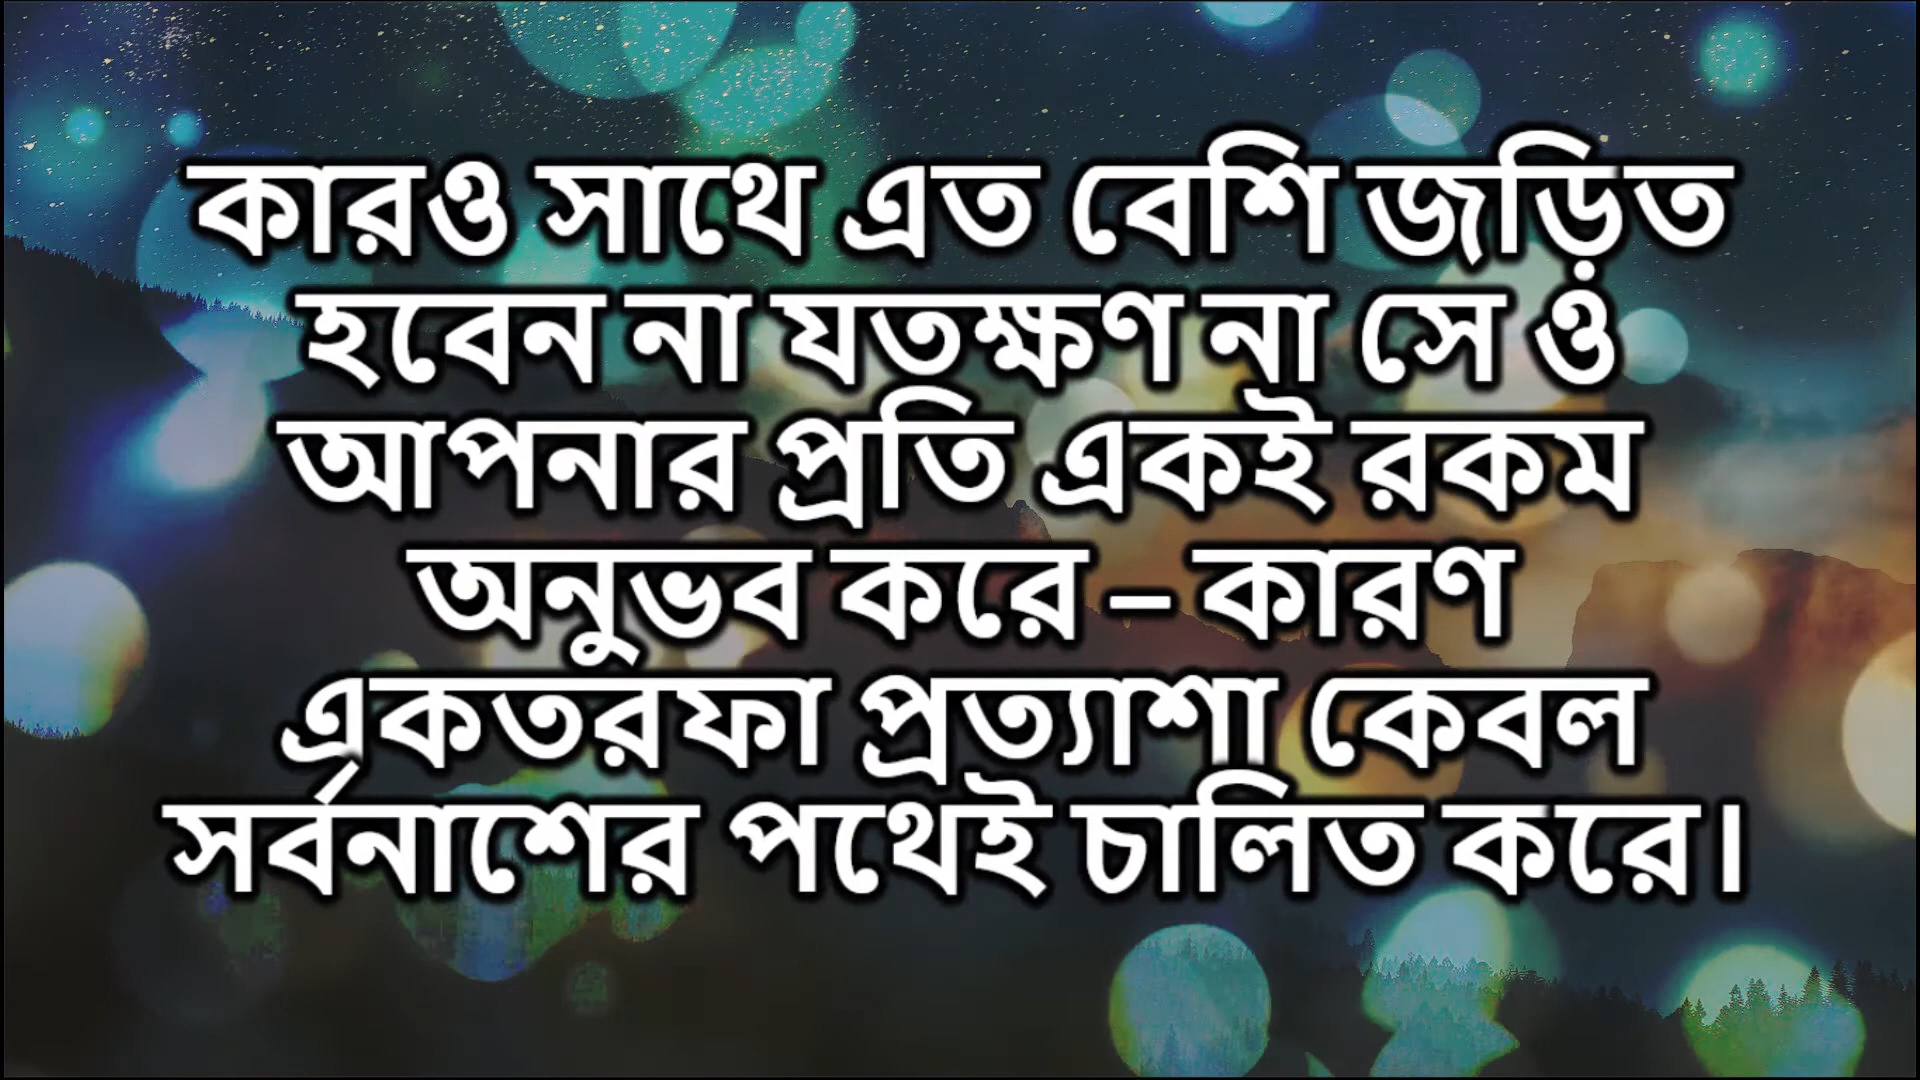 কারও সাথে এত বেশি জড়িত
হবেন না যতক্ষণ না সে ও
আপনার প্রতি একই রকম
অনুভব করে – কারণ
একতরফা প্রত্যাশা কেবল
সর্বনাশের পথেই চালিত করে।